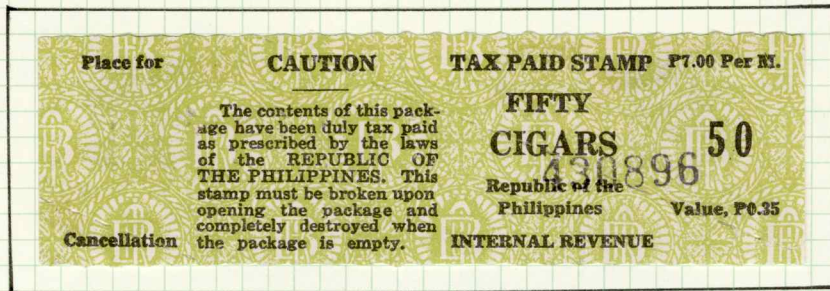 Place for
Cancellation
CAUTION
The contents of this pack-
age have been duly tax paid
as prescribed by the laws
of the REPUBLIC OF
THE PHILIPPINES. This
stamp must be broken upon
opening the package and
completely destroyed when
the package is empty.
TAX PAID STAMP ₱7.00 Per M.
FIFTY
CIGARS 50
430896
Republic of the
Philippines Value, ₱0.35
INTERNAL REVENUE